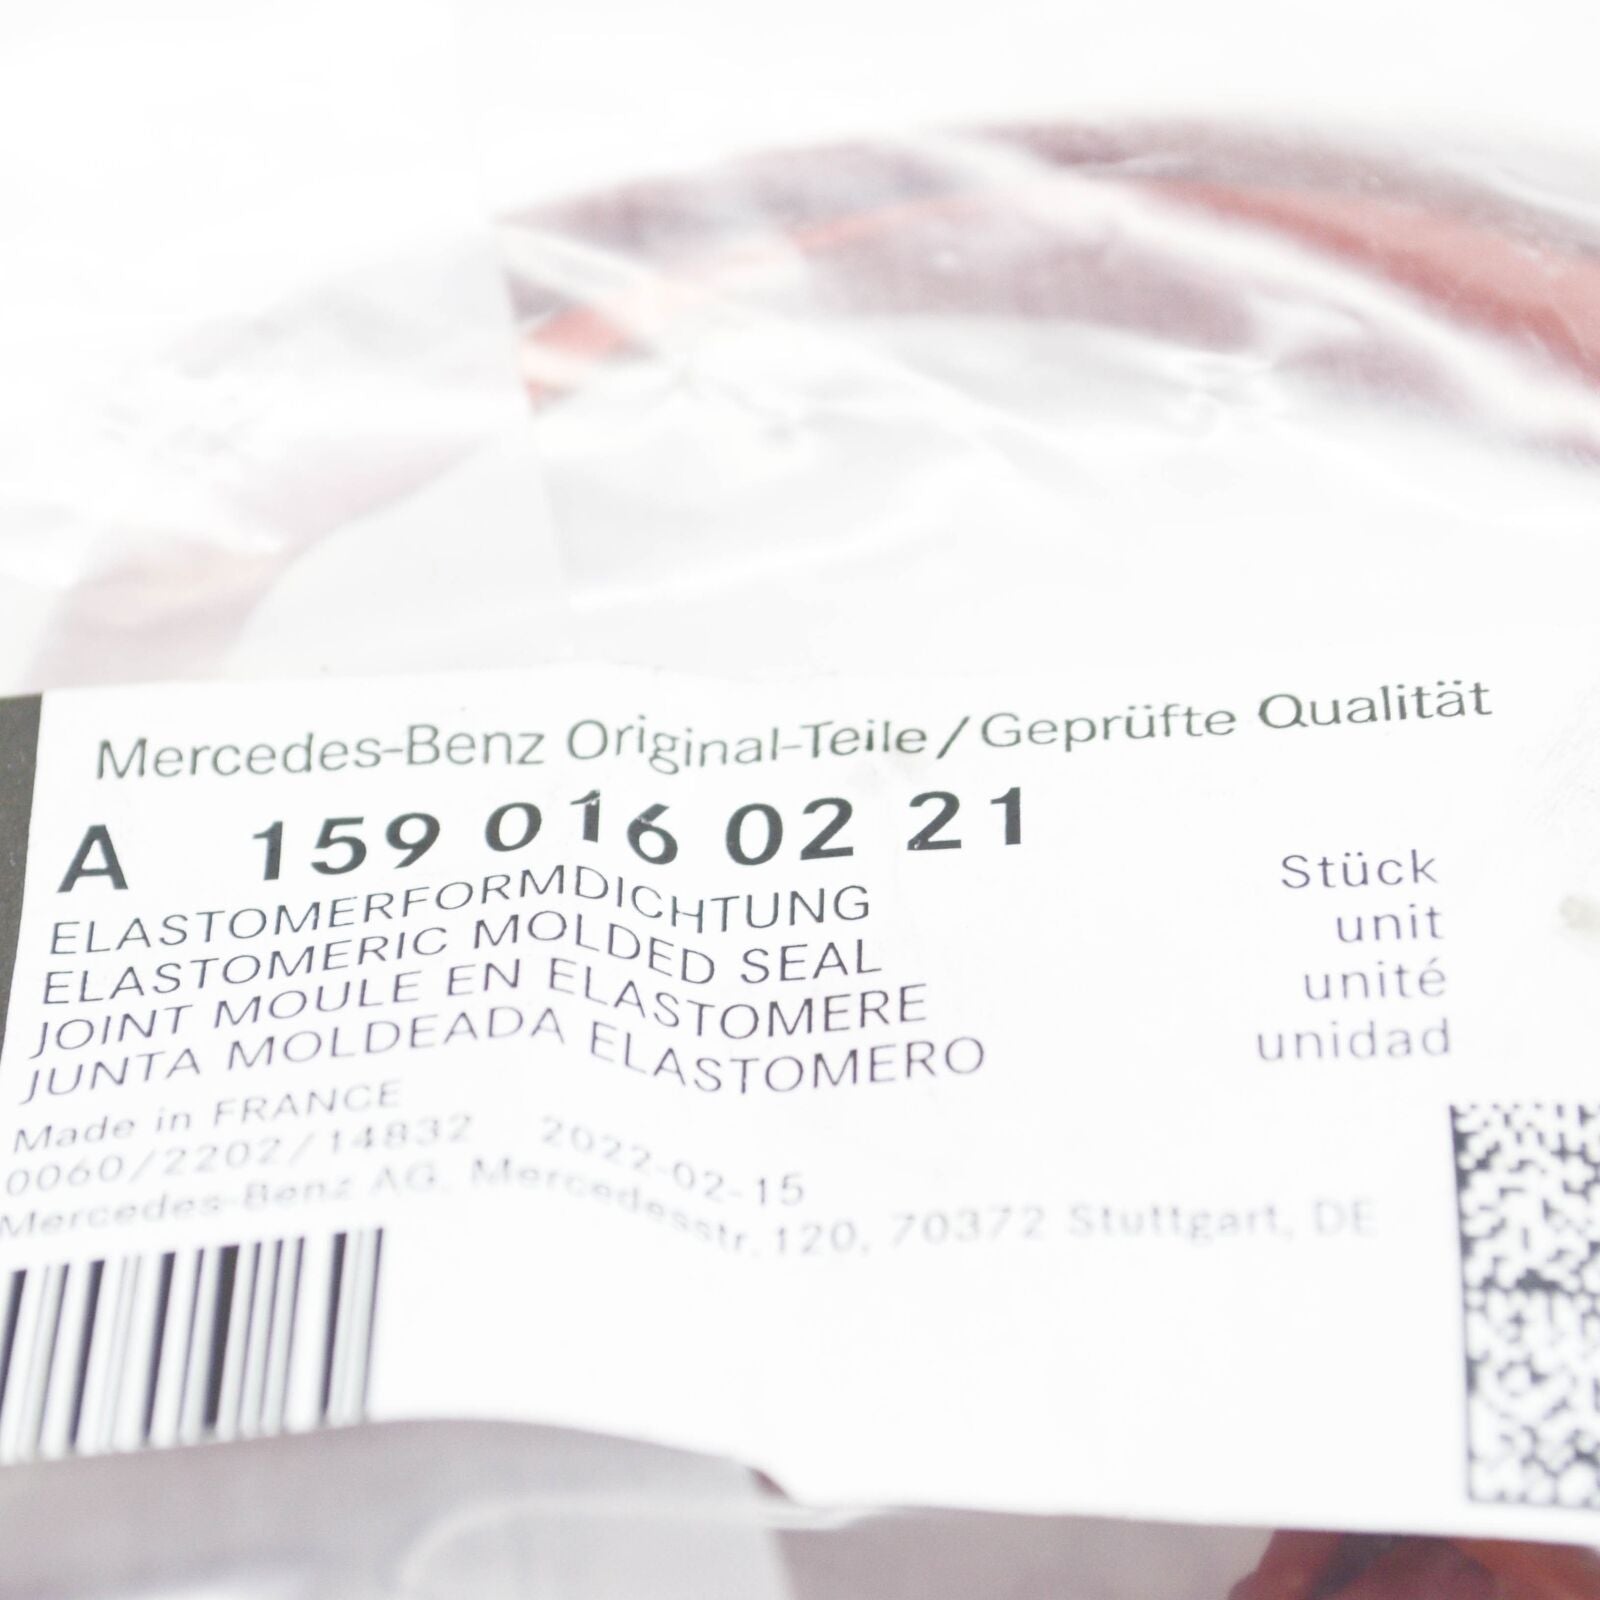 Mercedes-Benz Original-Teile/Geprüfte Qualität
A 159 016 02 21
ELASTOMERFORMDICHTUNG
ELASTOMERIC MOLDED SEAL
JOINT MOULE EN ELASTOMERE
JUNTA MOLDEADA ELASTOMERO
Stück
unit
unité
unidad
Made in FRANCE
0060/2202/14832 2022-02-15
Mercedes-Benz AG, Mercedesstr. 120, 70372 Stuttgart, DE